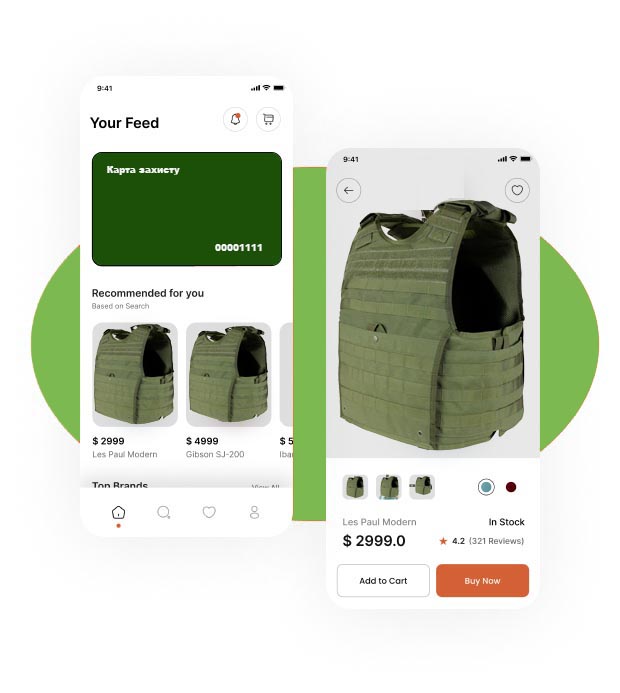 9:41
Your Feed
Карта захисту
00001111
Recommended for you
Based on Search
$ 2999
Les Paul Modern
$ 4999
Gibson SJ-200
$ 5
Iba
Top Brands
View All
9:41
Les Paul Modern
In Stock
$ 2999.0
4.2 (321 Reviews)
Add to Cart
Buy Now